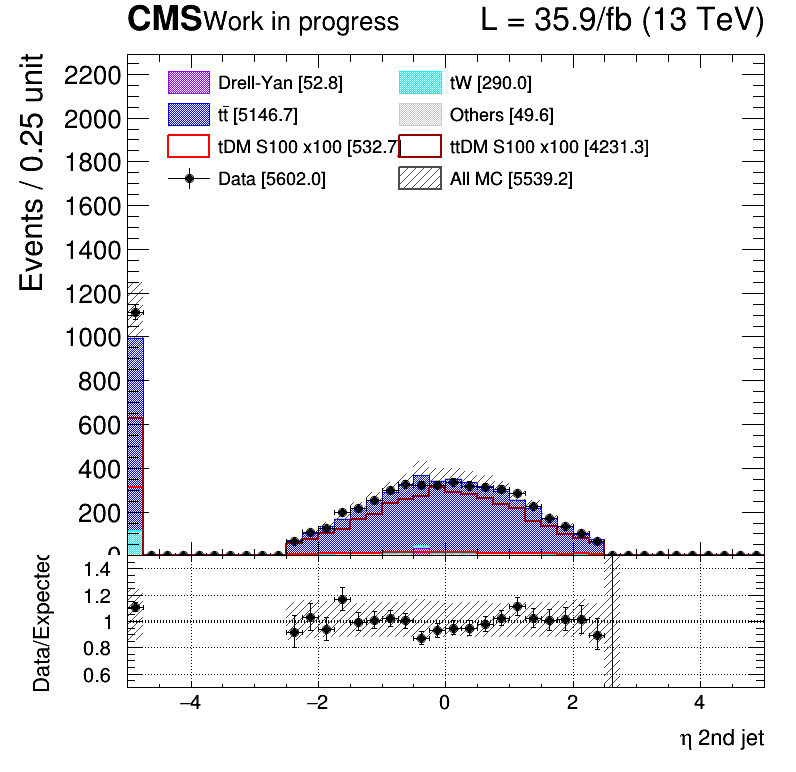 CMS Work in progress L = 35.9/fb (13 TeV)
Events / 0.25 unit
2200
2000
1800
1600
1400
1200
1000
800
600
400
200
0
Drell-Yan [52.8] tW [290.0]
tt̄ [5146.7] Others [49.6]
tDM S100 x100 [532.7] ttDM S100 x100 [4231.3]
Data [5602.0] All MC [5539.2]
Data/Expected
1.4
1.2
1
0.8
0.6
−4 −2 0 2 4
η 2nd jet